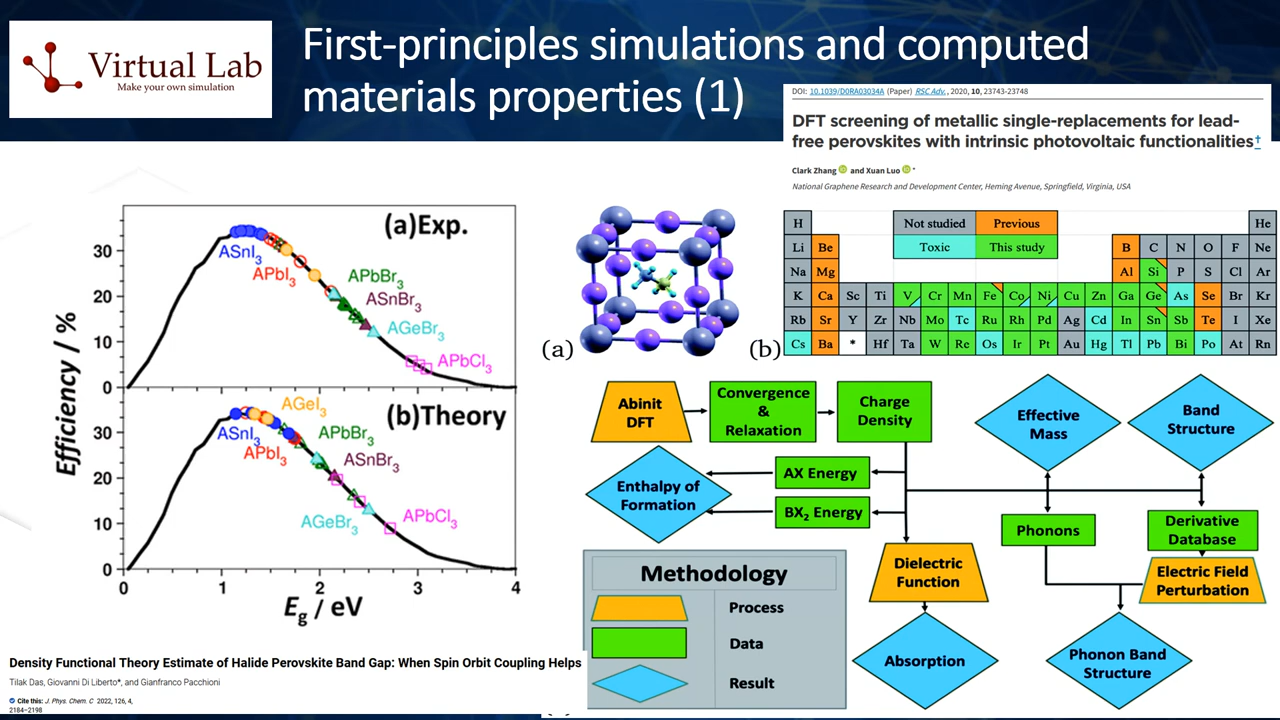 Virtual Lab
Make your own simulation
First-principles simulations and computed
materials properties (1)
DOI: 10.1039/D0RA03034A (Paper) RSC Adv., 2020, 10, 23743-23748
DFT screening of metallic single-replacements for lead-
free perovskites with intrinsic photovoltaic functionalities†
Clark Zhang and Xuan Luo *
National Graphene Research and Development Center, Heming Avenue, Springfield, Virginia, USA
Efficiency / %
(a)Exp.
30
20
10
0
ASnI3
APbI3
APbBr3
ASnBr3
AGeBr3
APbCl3
(b)Theory
30
20
10
0
AGeI3
ASnI3
APbI3
APbBr3
ASnBr3
AGeBr3
APbCl3
0 1 2 3 4
Eg / eV
Density Functional Theory Estimate of Halide Perovskite Band Gap: When Spin Orbit Coupling Helps
Tilak Das, Giovanni Di Liberto*, and Gianfranco Pacchioni
Cite this: J. Phys. Chem. C 2022, 126, 4,
2184–2198
(a)
(b)
H Not studied Previous He
Li Be Toxic This study B C N O F Ne
Na Mg Al Si P S Cl Ar
K Ca Sc Ti V Cr Mn Fe Co Ni Cu Zn Ga Ge As Se Br Kr
Rb Sr Y Zr Nb Mo Tc Ru Rh Pd Ag Cd In Sn Sb Te I Xe
Cs Ba * Hf Ta W Re Os Ir Pt Au Hg Tl Pb Bi Po At Rn
Abinit
DFT
Convergence
&
Relaxation
Charge
Density
Effective
Mass
Band
Structure
Enthalpy of
Formation
AX Energy
BX2 Energy
Phonons
Derivative
Database
Dielectric
Function
Electric Field
Perturbation
Absorption
Phonon Band
Structure
Methodology
Process
Data
Result